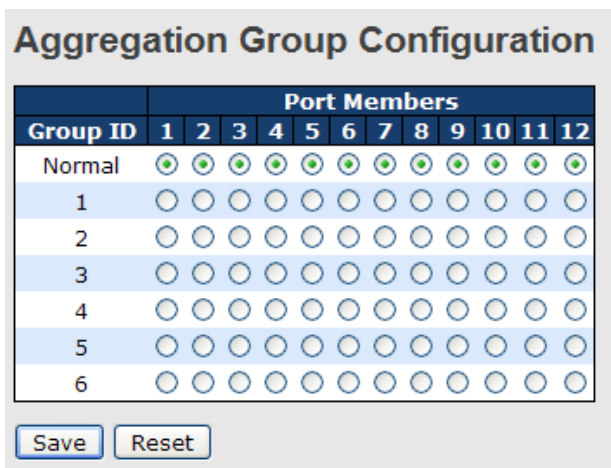 Aggregation Group Configuration
Port Members
Group ID 1 2 3 4 5 6 7 8 9 10 11 12
Normal
1
2
3
4
5
6
Save Reset